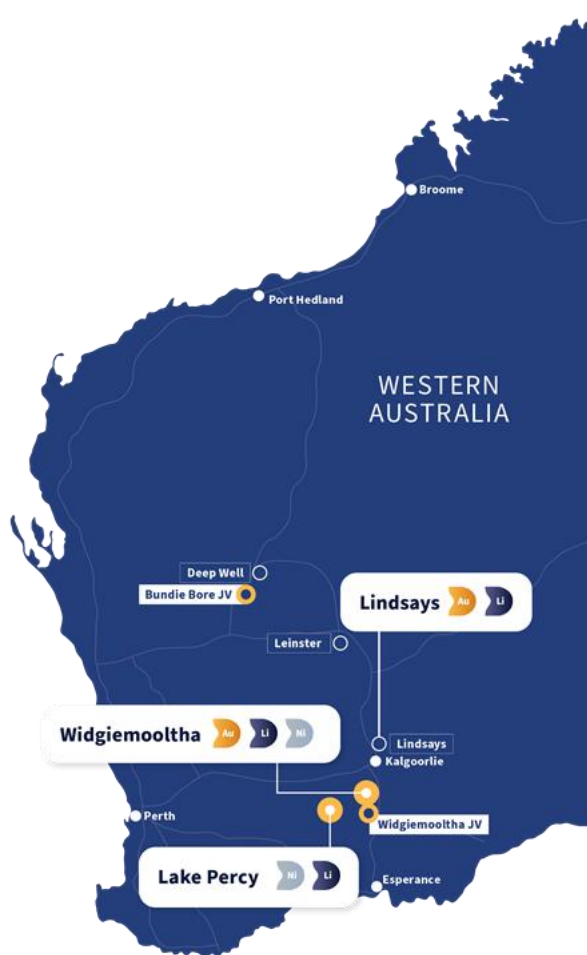 Broome
Port Hedland
WESTERN
AUSTRALIA
Deep Well
Bundie Bore JV
Lindsays Au Li
Leinster
Widgiemooltha Au Li Ni
Lindsays
Kalgoorlie
Perth
Widgiemooltha JV
Lake Percy Ni Li
Esperance